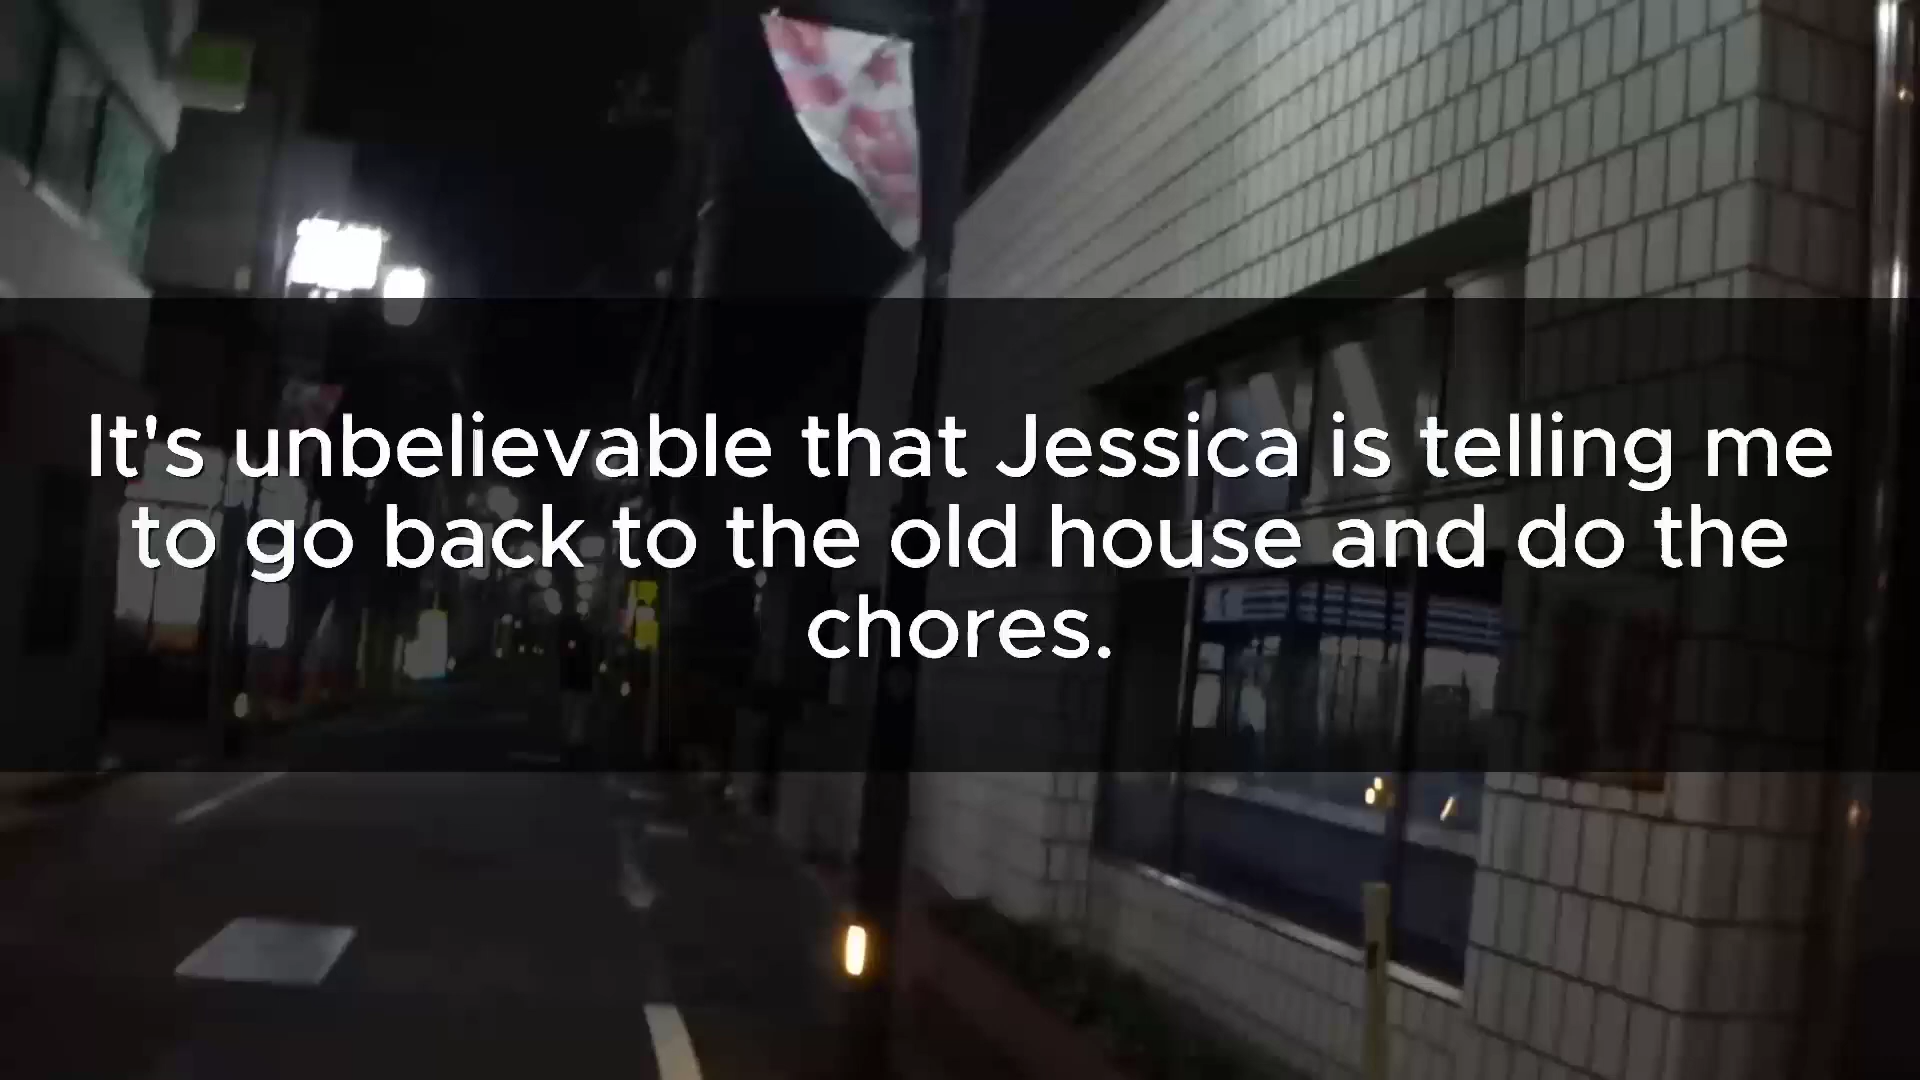 It's unbelievable that Jessica is telling me
to go back to the old house and do the
chores.